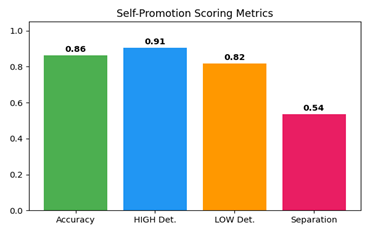 Self-Promotion Scoring Metrics
1.0
0.8
0.6
0.4
0.2
0.0
0.86
0.91
0.82
0.54
Accuracy
HIGH Det.
LOW Det.
Separation